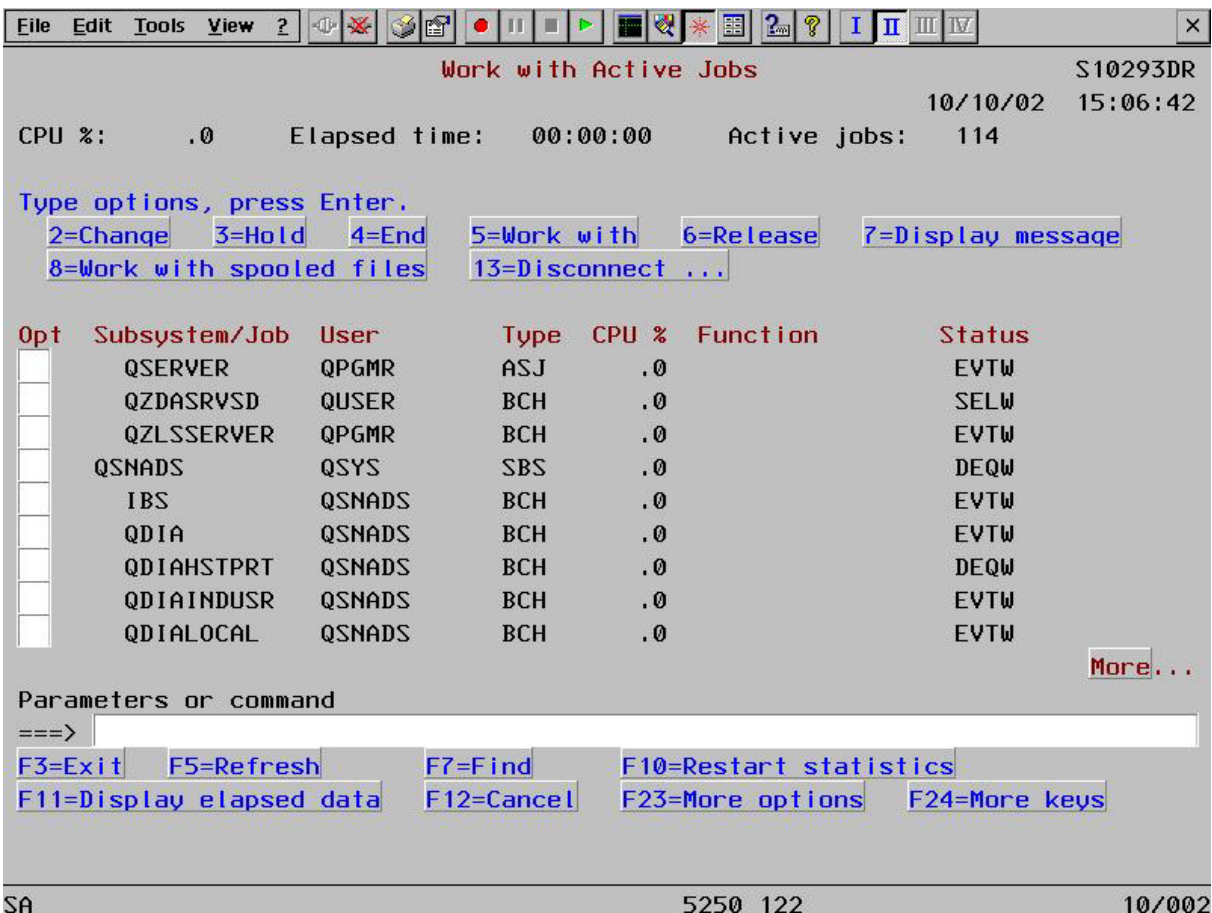 File Edit Tools View ? I II III IV
Work with Active Jobs S10293DR
10/10/02 15:06:42
CPU %: .0 Elapsed time: 00:00:00 Active jobs: 114
Type options, press Enter.
2=Change 3=Hold 4=End 5=Work with 6=Release 7=Display message
8=Work with spooled files 13=Disconnect ...
Opt Subsystem/Job User Type CPU % Function Status
QSERVER QPGMR ASJ .0 EVTW
QZDASRVSD QUSER BCH .0 SELW
QZLSSERVER QPGMR BCH .0 EVTW
QSNADS QSYS SBS .0 DEQW
IBS QSNADS BCH .0 EVTW
QDIA QSNADS BCH .0 EVTW
QDIAHSTPRT QSNADS BCH .0 DEQW
QDIAINDUSR QSNADS BCH .0 EVTW
QDIALOCAL QSNADS BCH .0 EVTW
More...
Parameters or command
===>
F3=Exit F5=Refresh F7=Find F10=Restart statistics
F11=Display elapsed data F12=Cancel F23=More options F24=More keys
SA 5250 122 10/002